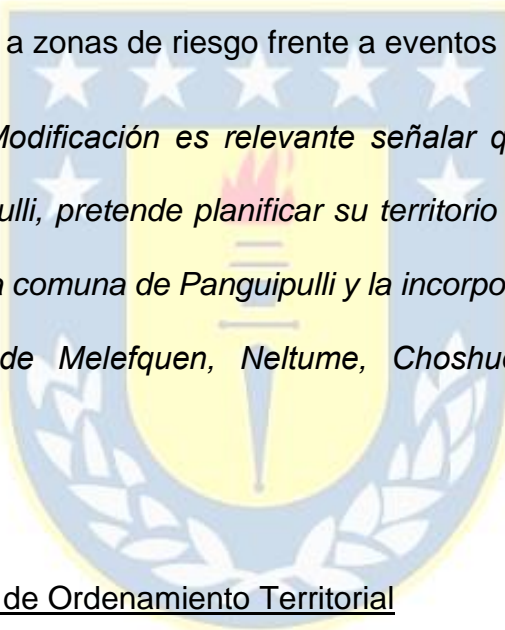 a zonas de riesgo frente a eventos
Modificación es relevante señalar q
ulli, pretende planificar su territorio
a comuna de Panguipulli y la incorpo
de Melefquen, Neltume, Choshue
de Ordenamiento Territorial